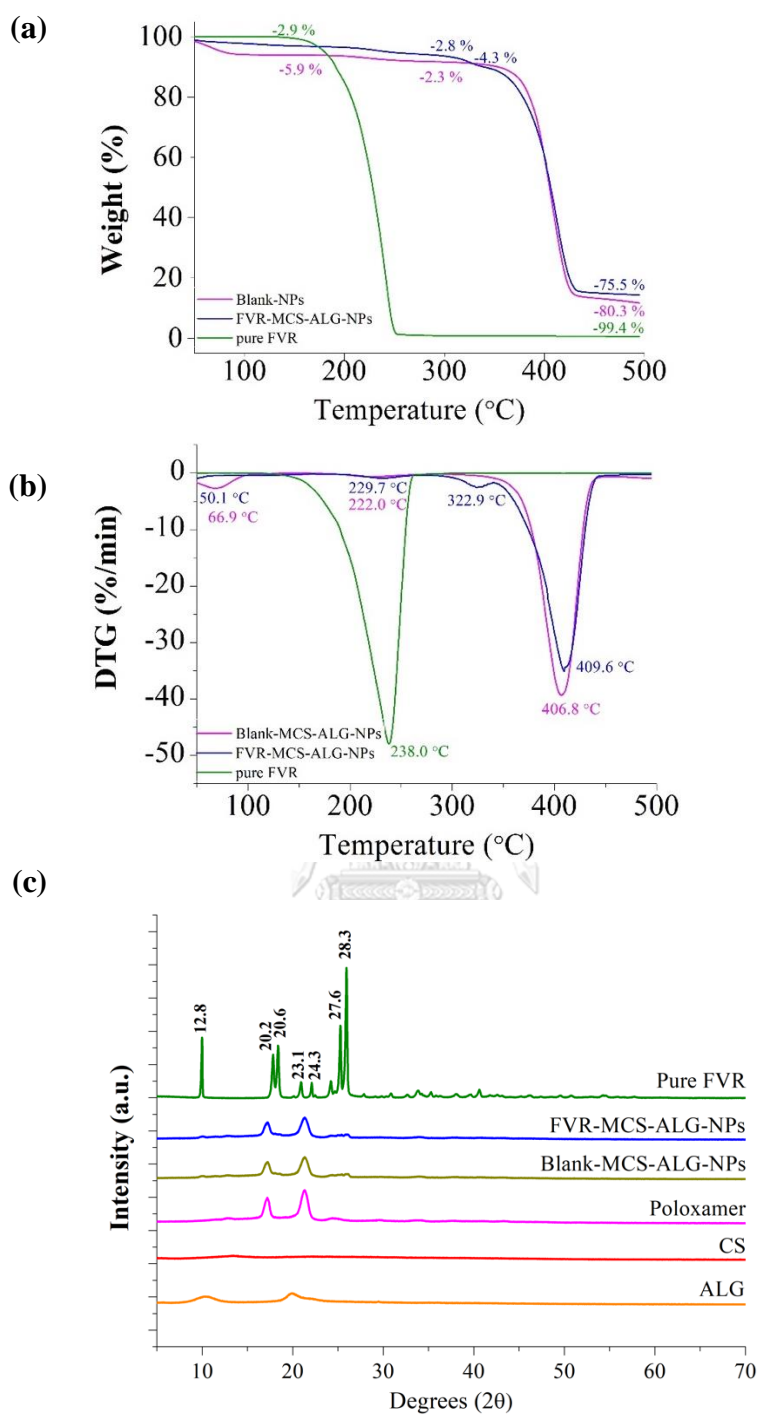 (a)
100
80
60
40
20
0
Weight (%)
-2.9 %
-5.9 %
-2.8 %
-4.3 %
-2.3 %
-75.5 %
-80.3 %
-99.4 %
Blank-NPs
FVR-MCS-ALG-NPs
pure FVR
100 200 300 400 500
Temperature (°C)
(b)
0
-10
-20
-30
-40
-50
DTG (%/min)
50.1 °C
66.9 °C
229.7 °C
222.0 °C
322.9 °C
409.6 °C
406.8 °C
238.0 °C
Blank-MCS-ALG-NPs
FVR-MCS-ALG-NPs
pure FVR
100 200 300 400 500
Temperature (°C)
(c)
Intensity (a.u.)
12.8
20.2
20.6
23.1
24.3
27.6
28.3
Pure FVR
FVR-MCS-ALG-NPs
Blank-MCS-ALG-NPs
Poloxamer
CS
ALG
10 20 30 40 50 60 70
Degrees (2θ)